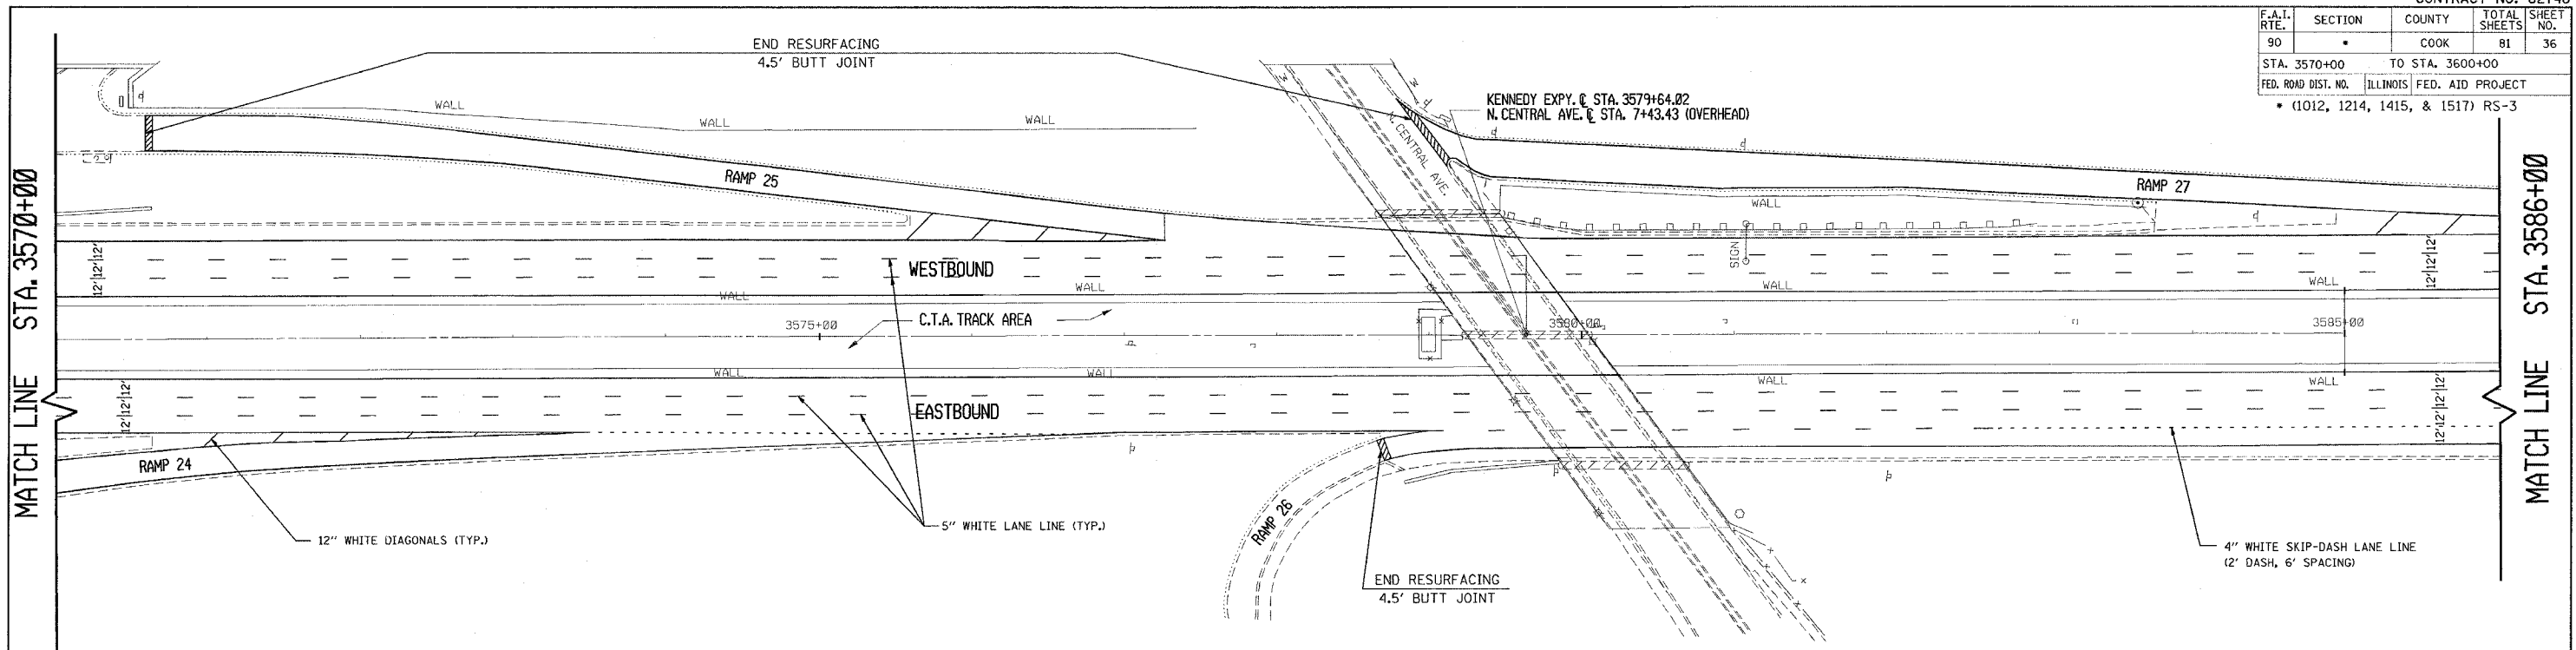 F.A.I. RTE. SECTION COUNTY TOTAL SHEETS SHEET NO.
90 * COOK 81 36
STA. 3570+00 TO STA. 3600+00
FED. ROAD DIST. NO. ILLINOIS FED. AID PROJECT
* (1012, 1214, 1415, & 1517) RS-3
END RESURFACING
4.5' BUTT JOINT
KENNEDY EXPY. ℄ STA. 3579+64.02
N. CENTRAL AVE. ℄ STA. 7+43.43 (OVERHEAD)
WALL
WALL
WALL
N. CENTRAL AVE.
RAMP 25
RAMP 27
WALL
SIGN
MATCH LINE STA. 3570+00
MATCH LINE STA. 3586+00
12' 12' 12'
WESTBOUND
12' 12' 12'
WALL
WALL
WALL
WALL
3575+00
C.T.A. TRACK AREA
3580+00
3585+00
WALL
WALL
WALL
WALL
12' 12' 12'
EASTBOUND
12' 12' 12'
RAMP 24
RAMP 26
12" WHITE DIAGONALS (TYP.)
5" WHITE LANE LINE (TYP.)
4" WHITE SKIP-DASH LANE LINE
(2' DASH, 6' SPACING)
END RESURFACING
4.5' BUTT JOINT